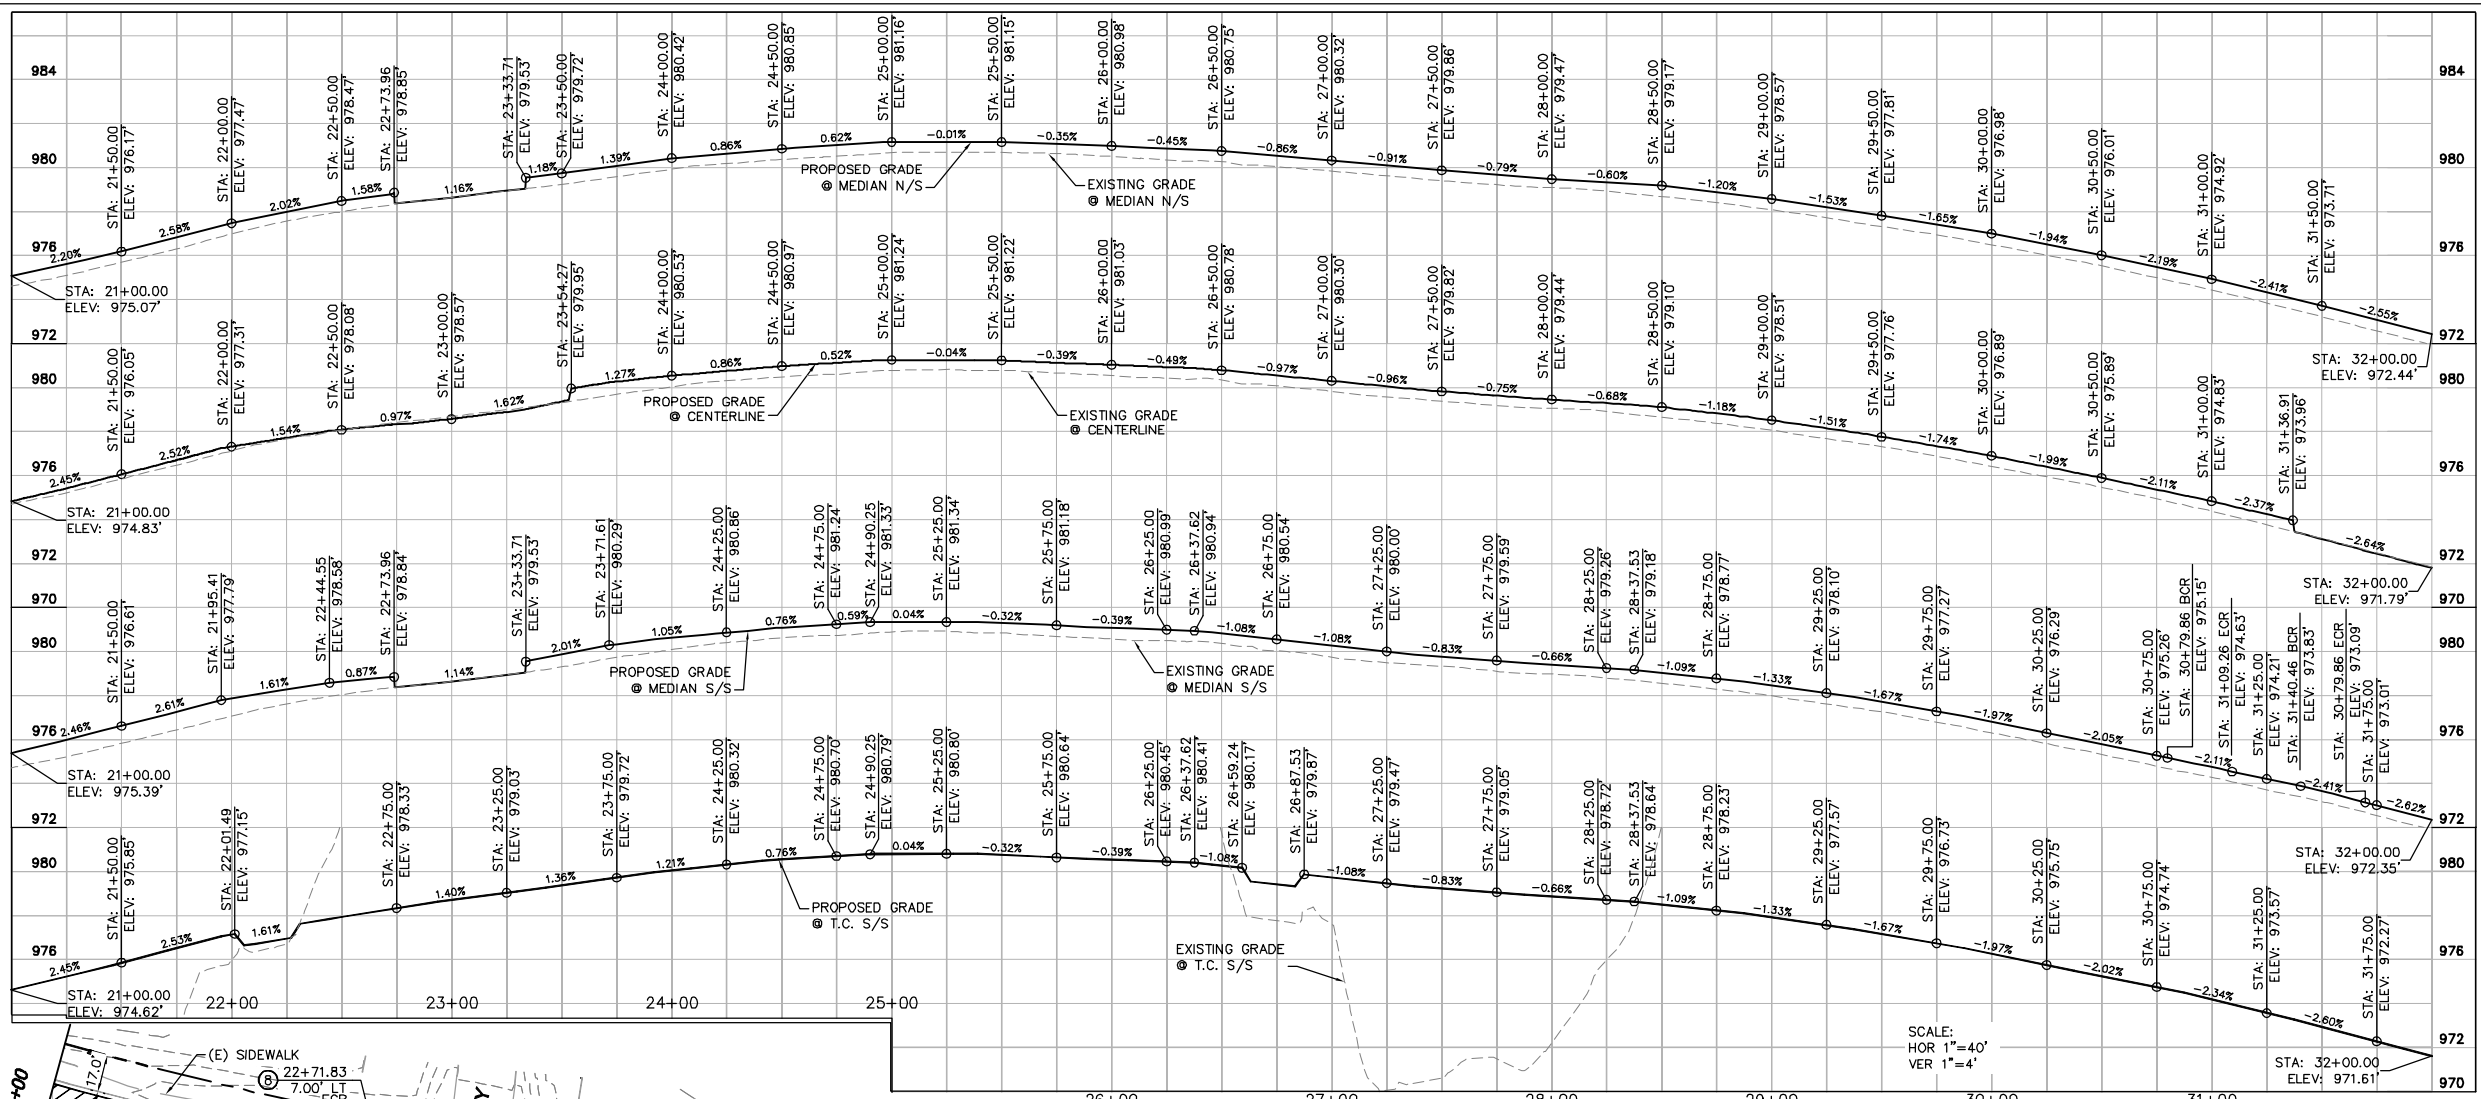 984
980
976
972
STA: 21+00.00
ELEV: 975.07'
STA: 21+50.00
ELEV: 976.17'
STA: 22+00.00
ELEV: 977.47'
STA: 22+50.00
ELEV: 978.47'
STA: 22+73.96
ELEV: 978.85'
STA: 23+33.71
ELEV: 979.53'
STA: 23+50.00
ELEV: 979.72'
STA: 24+00.00
ELEV: 980.42'
STA: 24+50.00
ELEV: 980.85'
STA: 25+00.00
ELEV: 981.16'
STA: 25+50.00
ELEV: 981.15'
STA: 26+00.00
ELEV: 980.98'
STA: 26+50.00
ELEV: 980.75'
STA: 27+00.00
ELEV: 980.32'
STA: 27+50.00
ELEV: 979.86'
STA: 28+00.00
ELEV: 979.47'
STA: 28+50.00
ELEV: 979.17'
STA: 29+00.00
ELEV: 978.57'
STA: 29+50.00
ELEV: 977.81'
STA: 30+00.00
ELEV: 976.98'
STA: 30+50.00
ELEV: 976.01'
STA: 31+00.00
ELEV: 974.92'
STA: 31+50.00
ELEV: 973.71'
STA: 32+00.00
ELEV: 972.44'
2.20%
2.58%
2.02%
1.58%
1.16%
1.18%
1.39%
0.86%
0.62%
-0.01%
-0.35%
-0.45%
-0.86%
-0.91%
-0.79%
-0.60%
-1.20%
-1.53%
-1.65%
-1.94%
-2.19%
-2.41%
-2.55%
PROPOSED GRADE
@ MEDIAN N/S
EXISTING GRADE
@ MEDIAN N/S
984
980
976
972
980
976
972
STA: 21+00.00
ELEV: 974.83'
STA: 21+50.00
ELEV: 976.05'
STA: 22+00.00
ELEV: 977.31'
STA: 22+50.00
ELEV: 978.08'
STA: 23+00.00
ELEV: 978.57'
STA: 23+54.27
ELEV: 979.95'
STA: 24+00.00
ELEV: 980.53'
STA: 24+50.00
ELEV: 980.97'
STA: 25+00.00
ELEV: 981.24'
STA: 25+50.00
ELEV: 981.22'
STA: 26+00.00
ELEV: 981.03'
STA: 26+50.00
ELEV: 980.78'
STA: 27+00.00
ELEV: 980.30'
STA: 27+50.00
ELEV: 979.82'
STA: 28+00.00
ELEV: 979.44'
STA: 28+50.00
ELEV: 979.10'
STA: 29+00.00
ELEV: 978.51'
STA: 29+50.00
ELEV: 977.76'
STA: 30+00.00
ELEV: 976.89'
STA: 30+50.00
ELEV: 975.89'
STA: 31+00.00
ELEV: 974.83'
STA: 31+36.91
ELEV: 973.96'
STA: 32+00.00
ELEV: 971.79'
2.45%
2.52%
1.54%
0.97%
1.62%
1.27%
0.86%
0.52%
-0.04%
-0.39%
-0.49%
-0.97%
-0.96%
-0.75%
-0.68%
-1.18%
-1.51%
-1.74%
-1.99%
-2.11%
-2.37%
-2.64%
PROPOSED GRADE
@ CENTERLINE
EXISTING GRADE
@ CENTERLINE
980
976
972
970
970
980
976
972
STA: 21+00.00
ELEV: 975.39'
STA: 21+50.00
ELEV: 976.61'
STA: 21+95.41
ELEV: 977.79'
STA: 22+44.55
ELEV: 978.58'
STA: 22+73.96
ELEV: 978.84'
STA: 23+33.71
ELEV: 979.53'
STA: 23+71.61
ELEV: 980.29'
STA: 24+25.00
ELEV: 980.86'
STA: 24+75.00
ELEV: 981.24'
STA: 24+90.25
ELEV: 981.33'
STA: 25+25.00
ELEV: 981.34'
STA: 25+75.00
ELEV: 981.18'
STA: 26+25.00
ELEV: 980.99'
STA: 26+37.62
ELEV: 980.94'
STA: 26+75.00
ELEV: 980.54'
STA: 27+25.00
ELEV: 980.00'
STA: 27+75.00
ELEV: 979.59'
STA: 28+25.00
ELEV: 979.26'
STA: 28+37.53
ELEV: 979.18'
STA: 28+75.00
ELEV: 978.77'
STA: 29+25.00
ELEV: 978.10'
STA: 29+75.00
ELEV: 977.27'
STA: 30+25.00
ELEV: 976.29'
STA: 30+75.00
ELEV: 975.26'
STA: 30+79.86 BCR
ELEV: 975.15'
STA: 31+09.26 ECR
ELEV: 974.63'
STA: 31+25.00
ELEV: 974.21'
STA: 31+40.46 BCR
ELEV: 973.83'
STA: 30+79.86 ECR
ELEV: 973.09'
STA: 31+75.00
ELEV: 973.01'
STA: 32+00.00
ELEV: 972.35'
2.46%
2.61%
1.61%
0.87%
1.14%
2.01%
1.05%
0.76%
0.59%
0.04%
-0.32%
-0.39%
-1.08%
-1.08%
-0.83%
-0.66%
-1.09%
-1.33%
-1.67%
-1.97%
-2.05%
-2.11%
-2.41%
-2.62%
PROPOSED GRADE
@ MEDIAN S/S
EXISTING GRADE
@ MEDIAN S/S
970
980
976
972
980
976
972
970
STA: 21+00.00
ELEV: 974.62'
STA: 21+50.00
ELEV: 975.85'
STA: 22+01.49
ELEV: 977.15'
STA: 22+75.00
ELEV: 978.33'
STA: 23+25.00
ELEV: 979.03'
STA: 23+75.00
ELEV: 979.72'
STA: 24+25.00
ELEV: 980.32'
STA: 24+75.00
ELEV: 980.70'
STA: 24+90.25
ELEV: 980.79'
STA: 25+25.00
ELEV: 980.80'
STA: 25+75.00
ELEV: 980.64'
STA: 26+25.00
ELEV: 980.45'
STA: 26+37.62
ELEV: 980.41'
STA: 26+59.24
ELEV: 980.17'
STA: 26+87.53
ELEV: 979.87'
STA: 27+25.00
ELEV: 979.47'
STA: 27+75.00
ELEV: 979.05'
STA: 28+25.00
ELEV: 978.72'
STA: 28+37.53
ELEV: 978.64'
STA: 28+75.00
ELEV: 978.23'
STA: 29+25.00
ELEV: 977.57'
STA: 29+75.00
ELEV: 976.73'
STA: 30+25.00
ELEV: 975.75'
STA: 30+75.00
ELEV: 974.74'
STA: 31+25.00
ELEV: 973.57'
STA: 31+75.00
ELEV: 972.27'
STA: 32+00.00
ELEV: 971.61'
2.45%
2.53%
1.61%
1.40%
1.36%
1.21%
0.76%
0.04%
-0.32%
-0.39%
-1.08%
-1.08%
-0.83%
-0.66%
-1.09%
-1.33%
-1.67%
-1.97%
-2.02%
-2.34%
-2.60%
PROPOSED GRADE
@ T.C. S/S
EXISTING GRADE
@ T.C. S/S
22+00
23+00
24+00
25+00
SCALE:
HOR 1"=40'
VER 1"=4'
26+00
27+00
28+00
29+00
30+00
31+00
+00
17.0'
(E) SIDEWALK
8
22+71.83
7.00' LT
ECR
Y